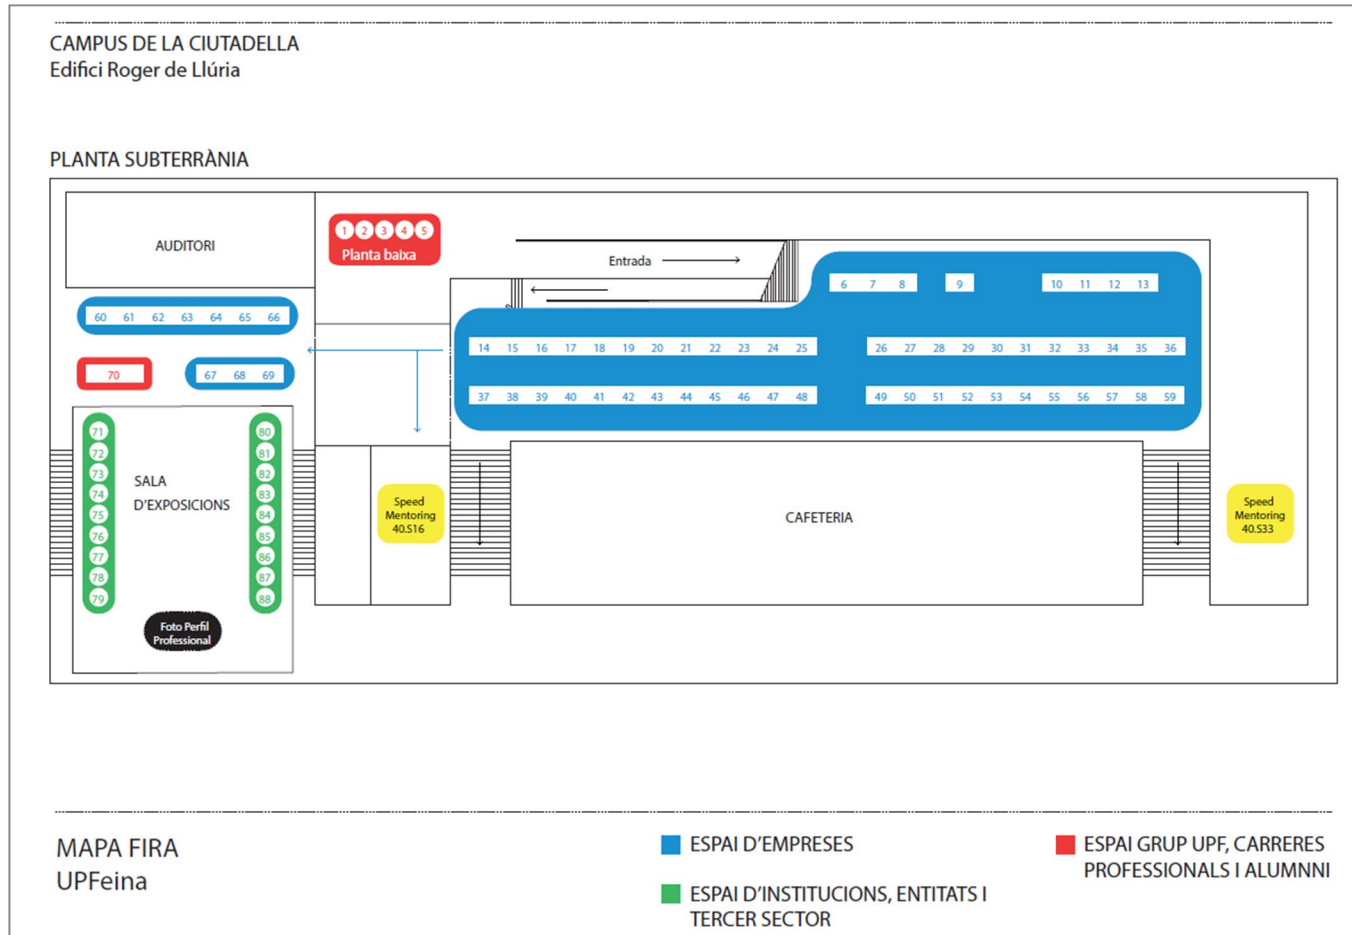 CAMPUS DE LA CIUTADELLA
Edifici Roger de Llúria
PLANTA SUBTERRÀNIA
AUDITORI
1 2 3 4 5
Planta baixa
Entrada
6 7 8 9 10 11 12 13
60 61 62 63 64 65 66
14 15 16 17 18 19 20 21 22 23 24 25 26 27 28 29 30 31 32 33 34 35 36
70
67 68 69
37 38 39 40 41 42 43 44 45 46 47 48 49 50 51 52 53 54 55 56 57 58 59
71
72
73
74
75
76
77
78
79
SALA
D'EXPOSICIONS
80
81
82
83
84
85
86
87
88
Foto Perfil
Professional
Speed
Mentoring
40.S16
CAFETERIA
Speed
Mentoring
40.S33
MAPA FIRA
UPFeina
ESPAI D'EMPRESES
ESPAI D'INSTITUCIONS, ENTITATS I
TERCER SECTOR
ESPAI GRUP UPF, CARRERES
PROFESSIONALS I ALUMNNI